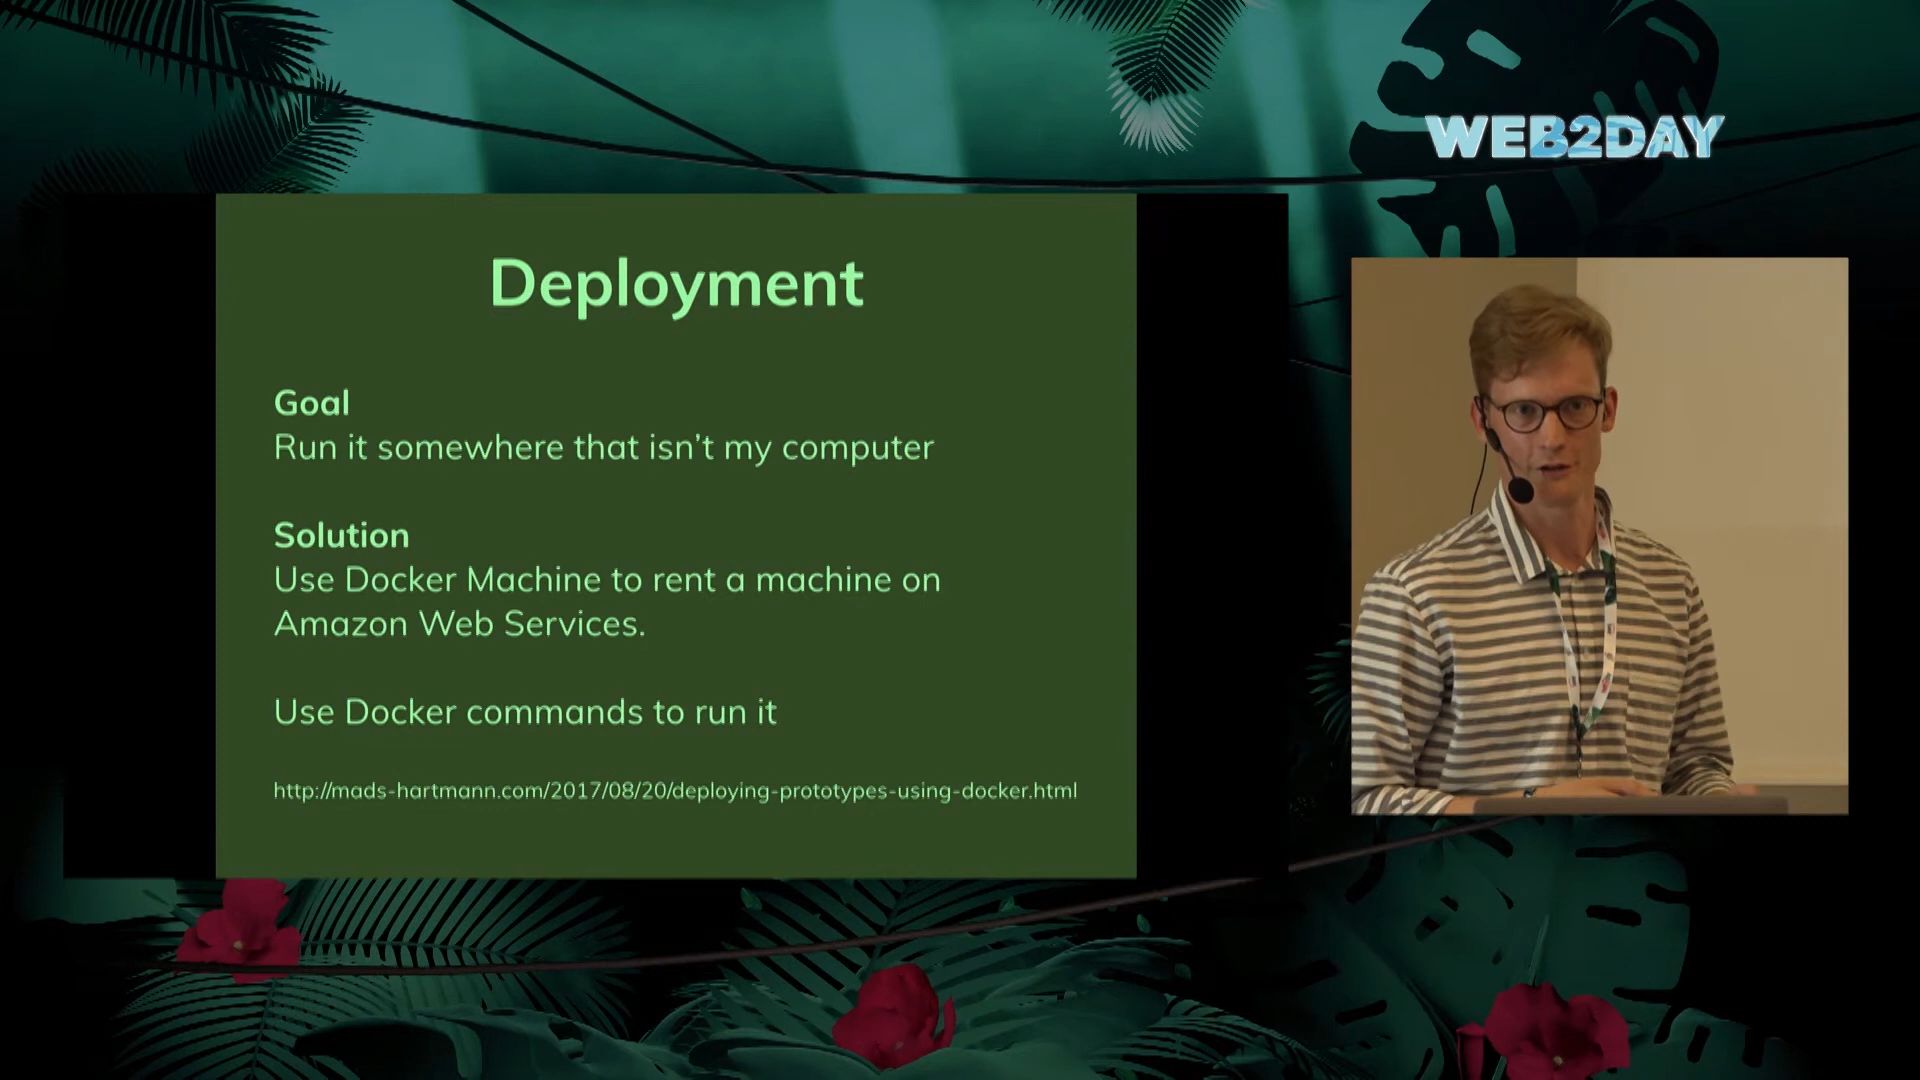 WEB2DAY
Deployment
Goal
Run it somewhere that isn't my computer
Solution
Use Docker Machine to rent a machine on
Amazon Web Services.
Use Docker commands to run it
http://mads-hartmann.com/2017/08/20/deploying-prototypes-using-docker.html